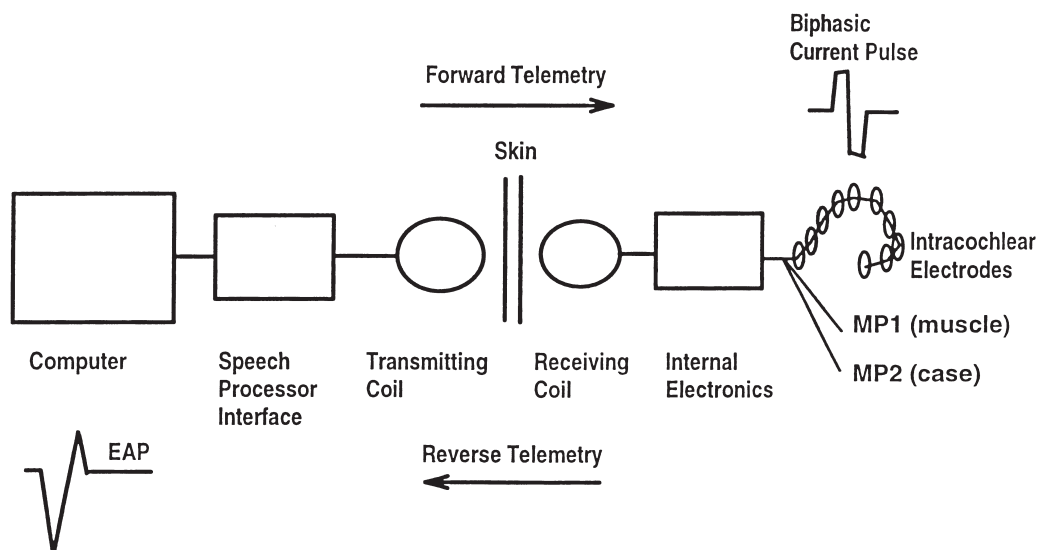 Biphasic
Current Pulse
Forward Telemetry
Skin
Intracochlear
Electrodes
MP1 (muscle)
MP2 (case)
Computer
Speech
Processor
Interface
Transmitting
Coil
Receiving
Coil
Internal
Electronics
EAP
Reverse Telemetry